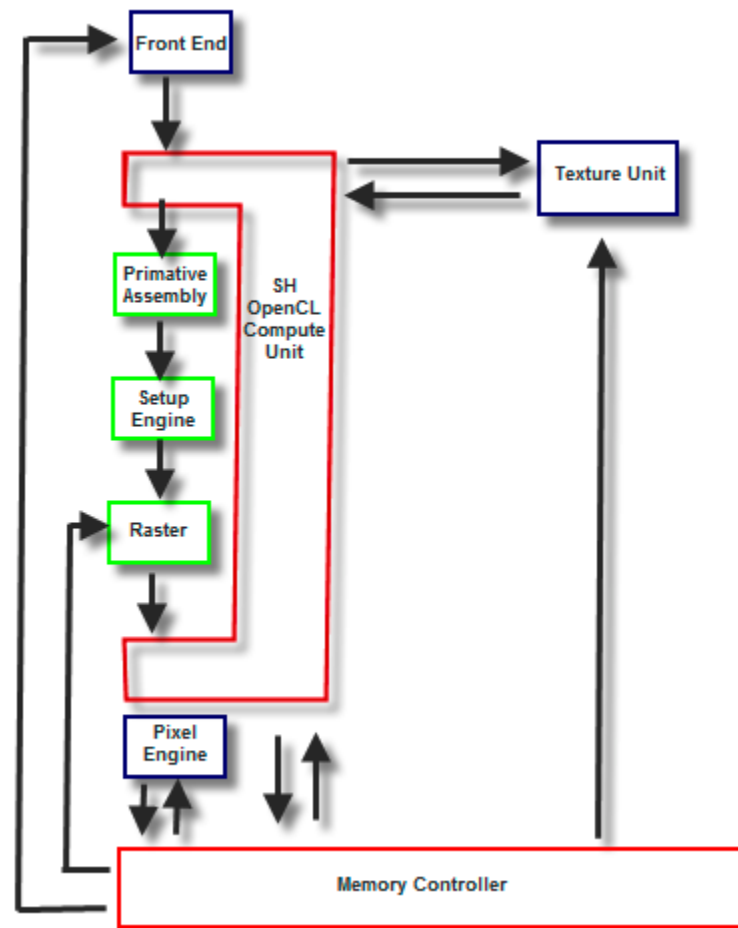 Front End
Texture Unit
Primative
Assembly
SH
OpenCL
Compute
Unit
Setup
Engine
Raster
Pixel
Engine
Memory Controller